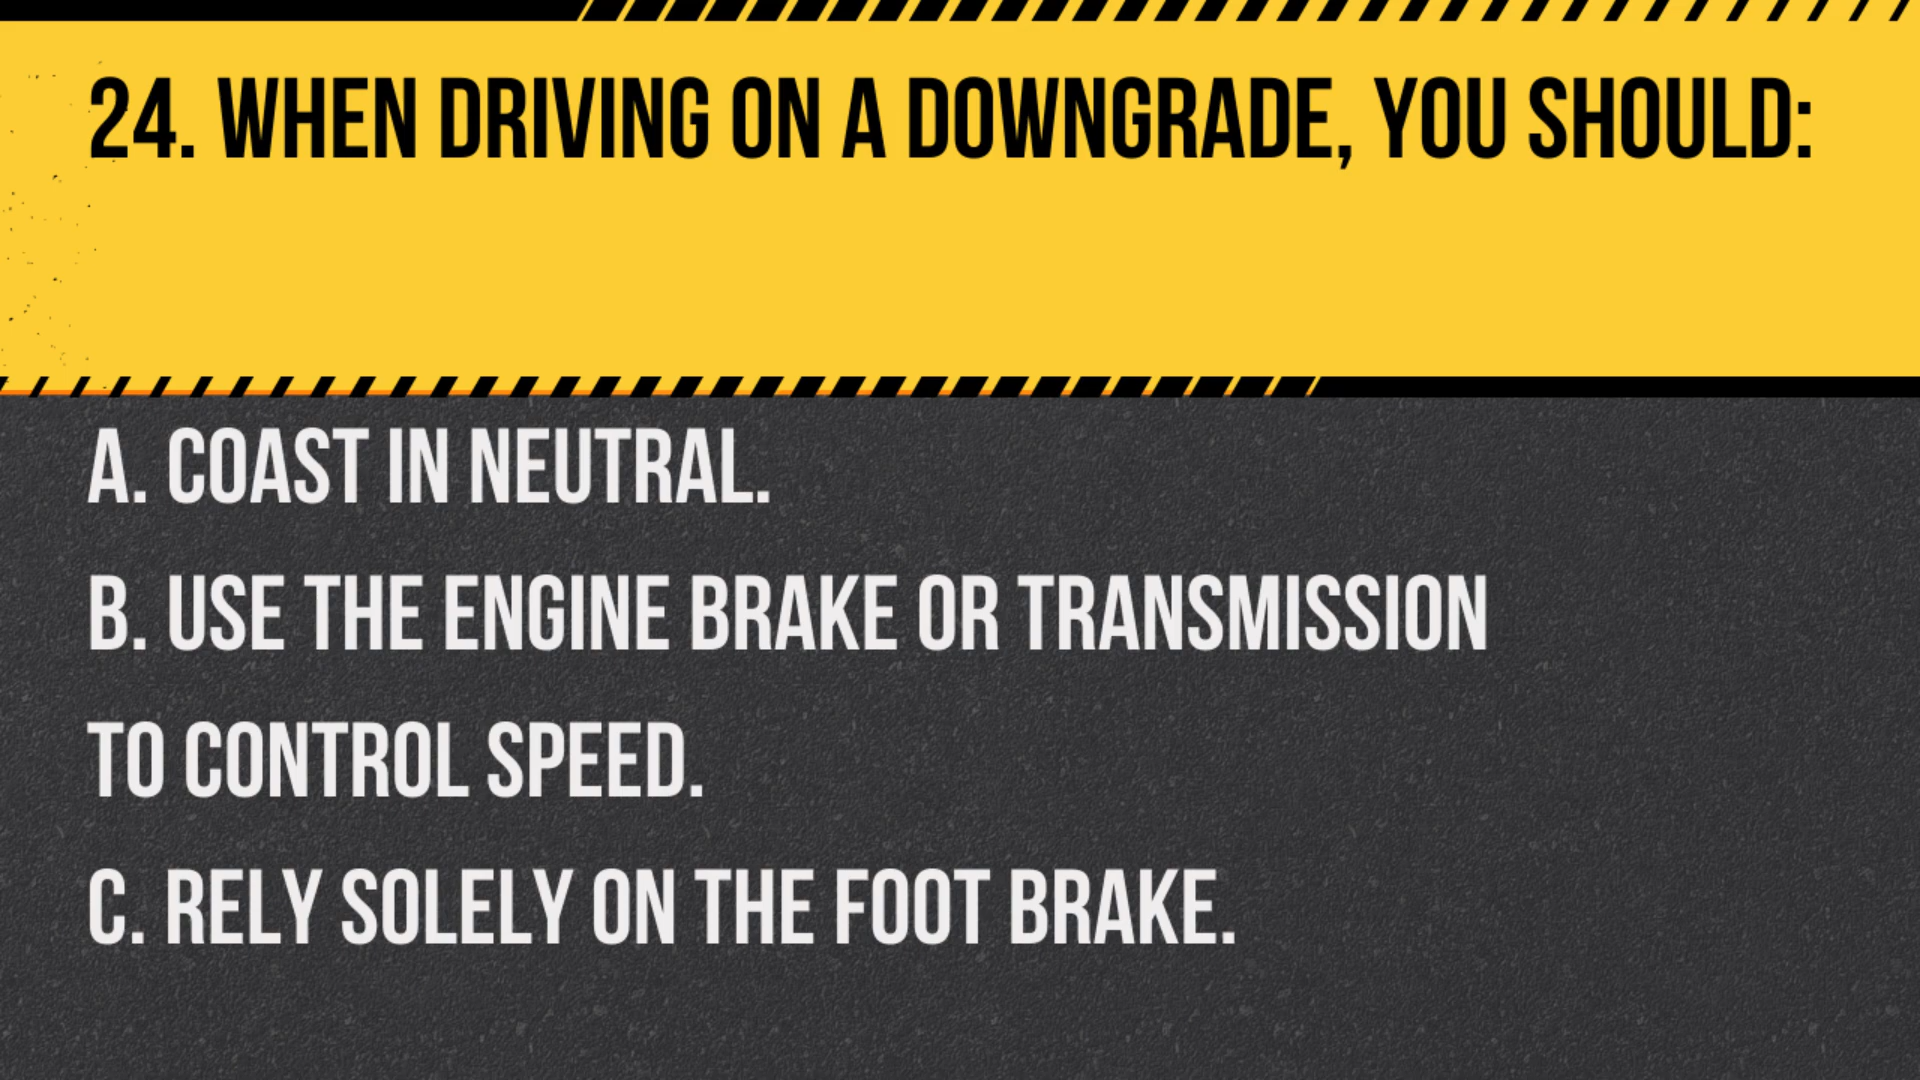 24. WHEN DRIVING ON A DOWNGRADE, YOU SHOULD:
A. COAST IN NEUTRAL.
B. USE THE ENGINE BRAKE OR TRANSMISSION
TO CONTROL SPEED.
C. RELY SOLELY ON THE FOOT BRAKE.